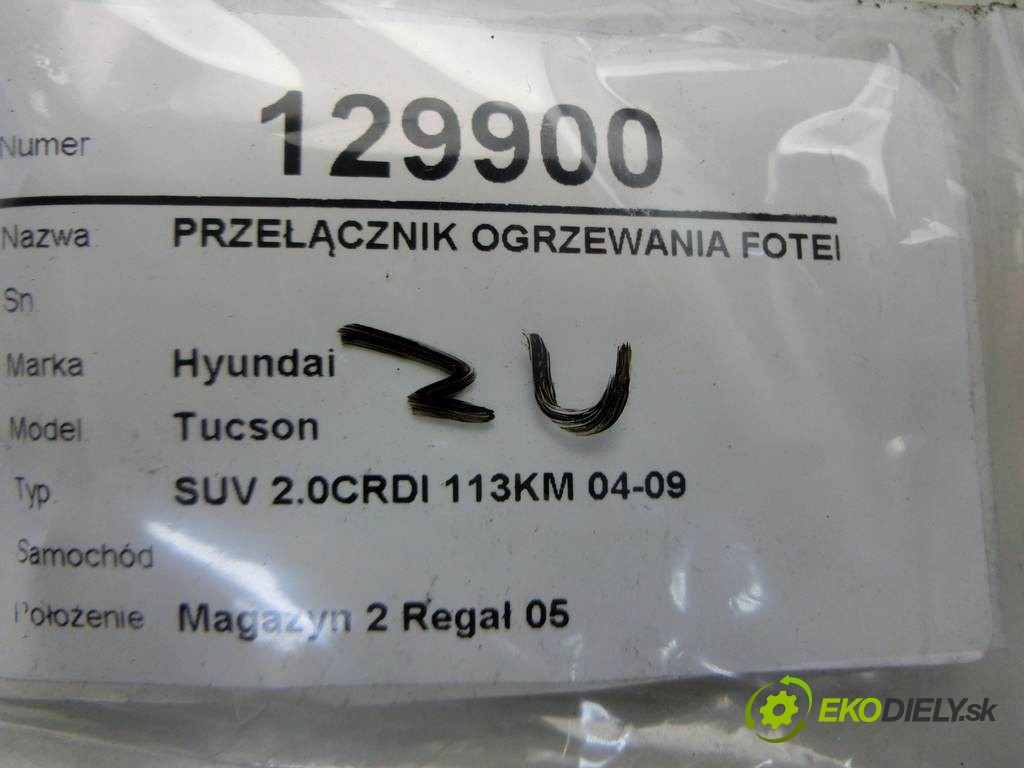 Numer 129900
Nazwa PRZEŁĄCZNIK OGRZEWANIA FOTEL
Sn
Marka Hyundai
ZU
Model Tucson
Typ SUV 2.0CRDI 113KM 04-09
Samochód
Położenie Magazyn 2 Regał 05
EKODIELY.sk